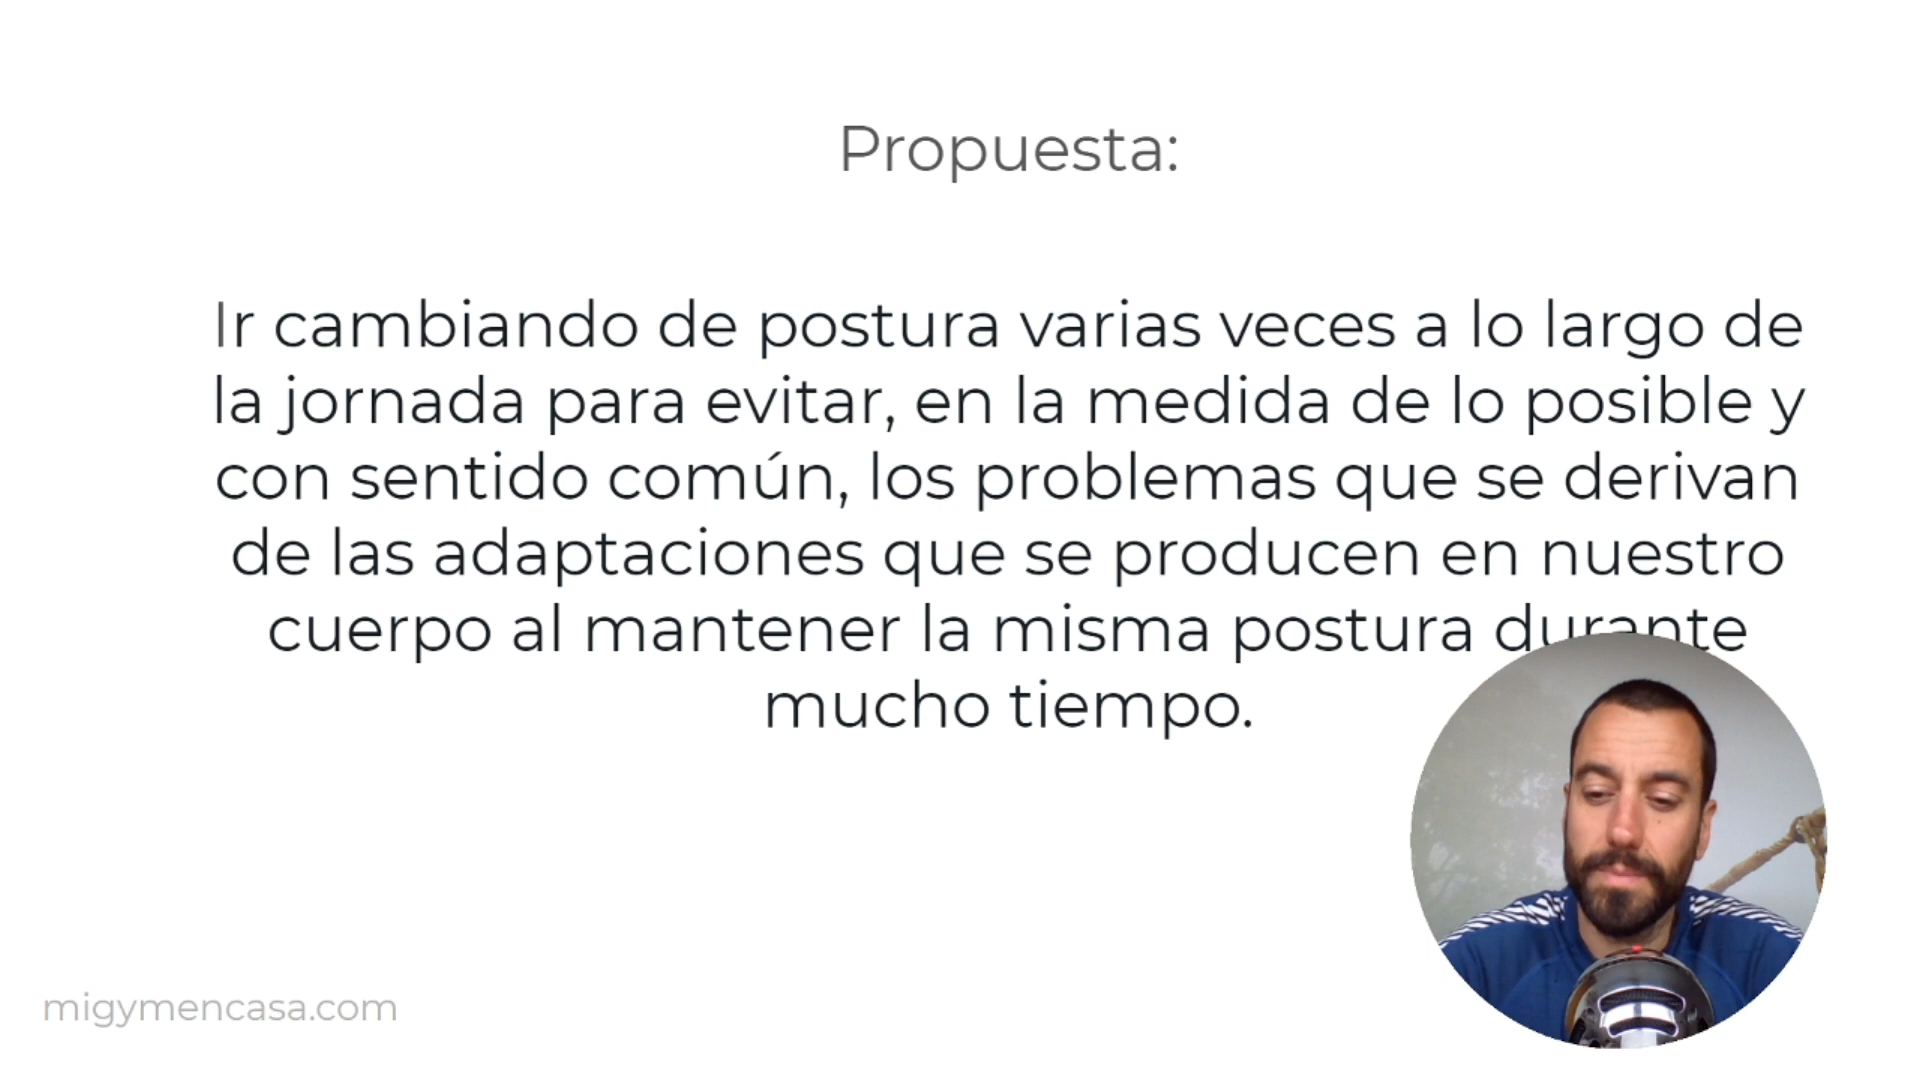 Propuesta:
Ir cambiando de postura varias veces a lo largo de
la jornada para evitar, en la medida de lo posible y
con sentido común, los problemas que se derivan
de las adaptaciones que se producen en nuestro
cuerpo al mantener la misma postura durante
mucho tiempo.
migymencasa.com